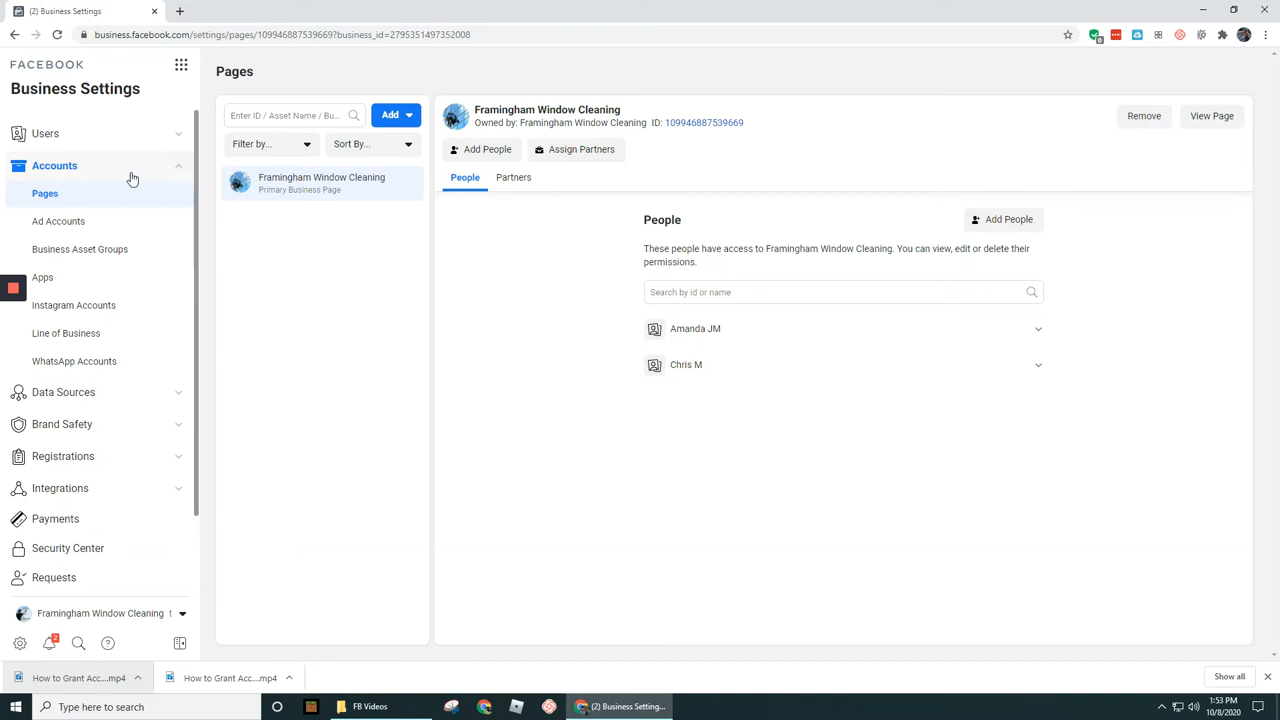 (2) Business Settings
business.facebook.com/settings/pages/109946887539669?business_id=2795351497352008
8
FACEBOOK
Business Settings
Users
Accounts
Pages
Ad Accounts
Business Asset Groups
Apps
Instagram Accounts
Line of Business
WhatsApp Accounts
Data Sources
Brand Safety
Registrations
Integrations
Payments
Security Center
Requests
Framingham Window Cleaning t
2
Pages
Enter ID / Asset Name / Bu...
Add
Filter by...
Sort By...
Framingham Window Cleaning
Primary Business Page
Framingham Window Cleaning
Owned by: Framingham Window Cleaning ID: 109946887539669
Remove
View Page
Add People
Assign Partners
People
Partners
People
Add People
These people have access to Framingham Window Cleaning. You can view, edit or delete their
permissions.
Search by id or name
Amanda JM
Chris M
How to Grant Acc....mp4
How to Grant Acc....mp4
Show all
Type here to search
FB Videos
(2) Business Setting...
1:53 PM
10/8/2020